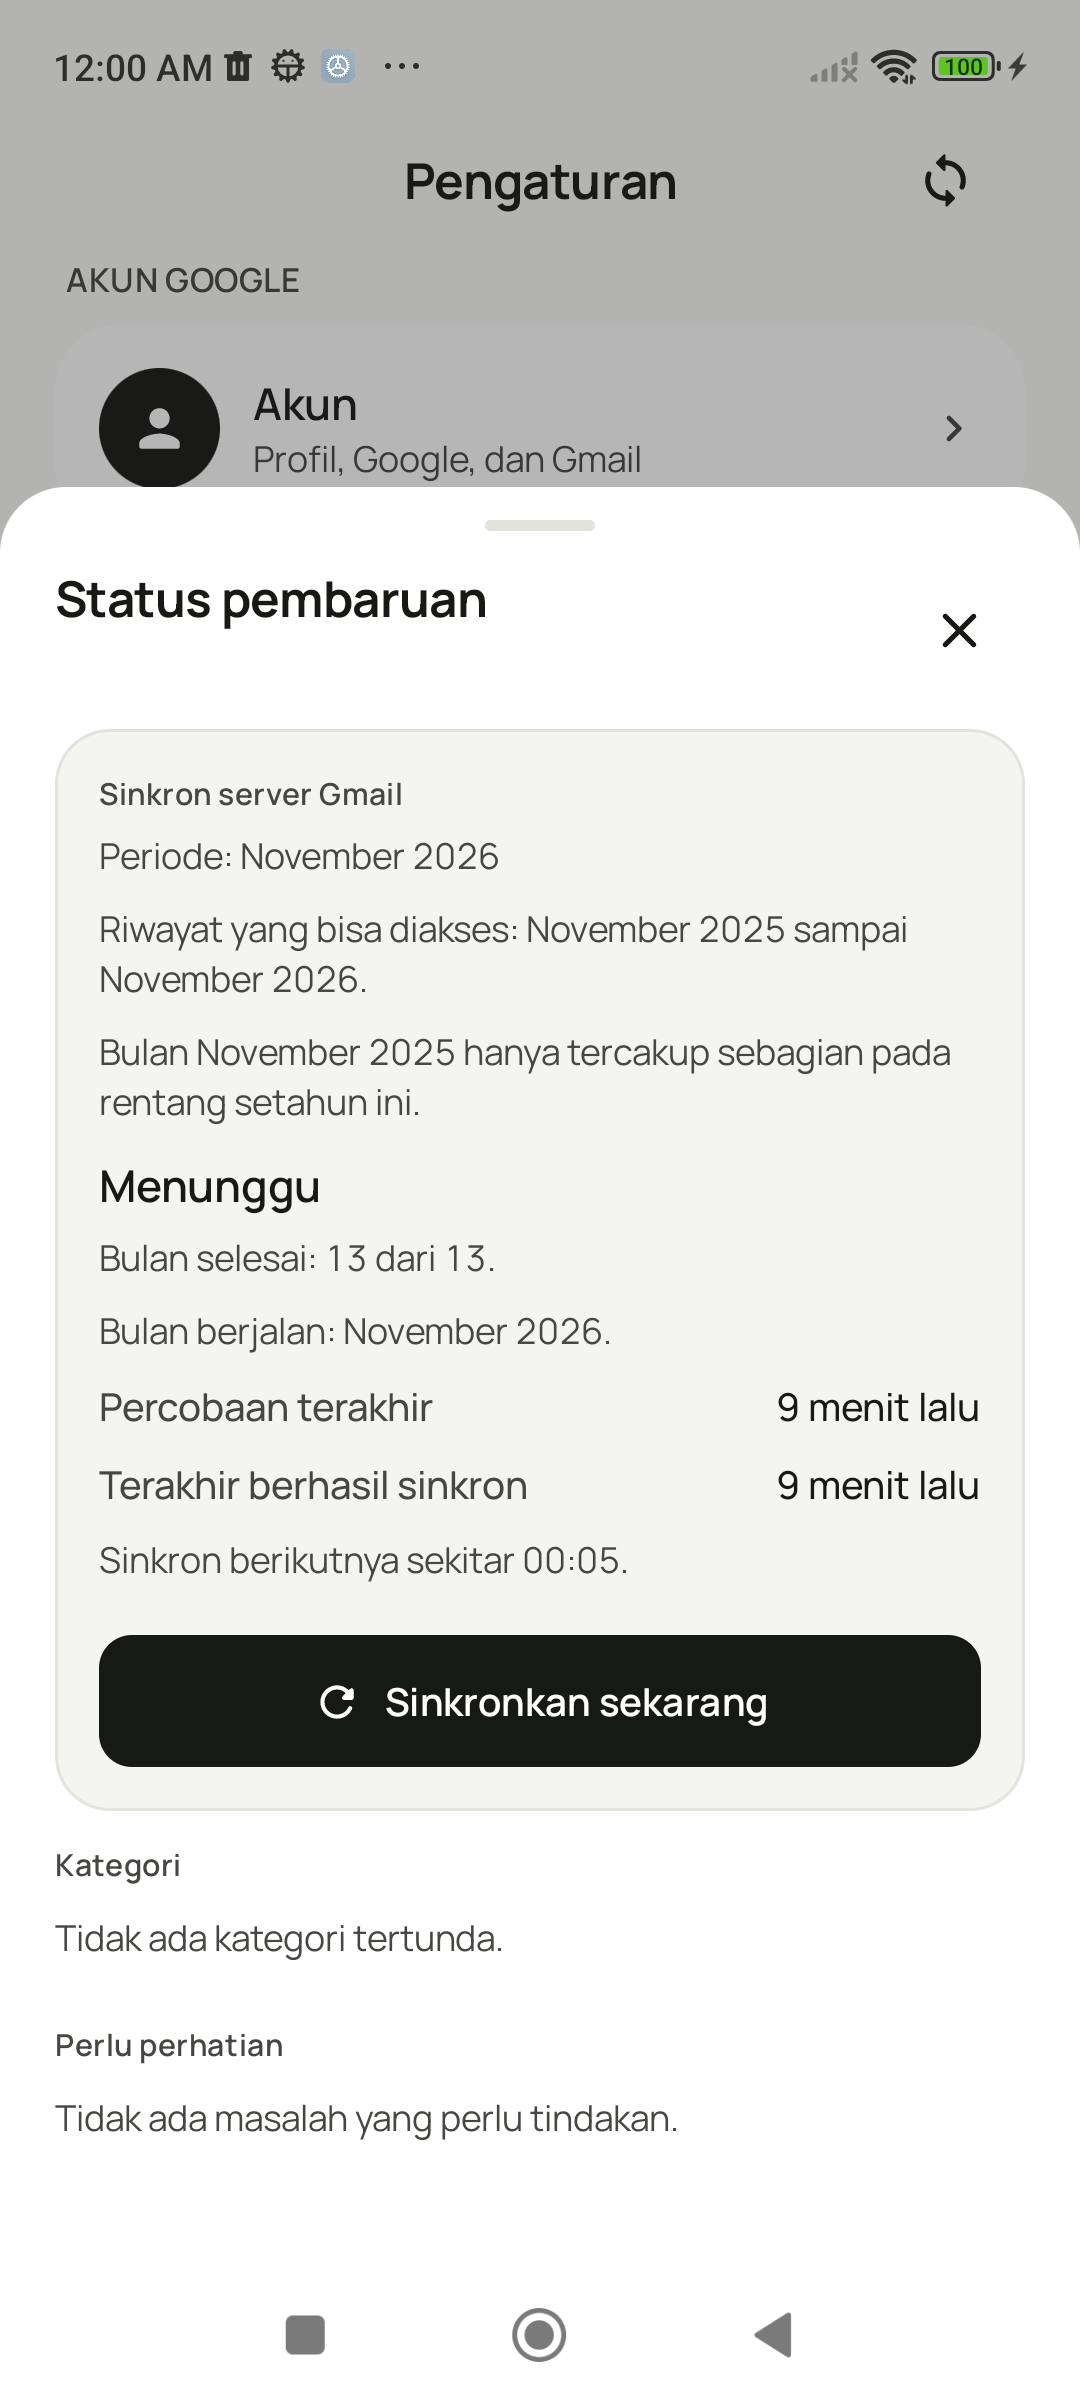 12:00 AM
100
Pengaturan
AKUN GOOGLE
Akun
Profil, Google, dan Gmail
Status pembaruan
Sinkron server Gmail
Periode: November 2026
Riwayat yang bisa diakses: November 2025 sampai
November 2026.
Bulan November 2025 hanya tercakup sebagian pada
rentang setahun ini.
Menunggu
Bulan selesai: 13 dari 13.
Bulan berjalan: November 2026.
Percobaan terakhir 9 menit lalu
Terakhir berhasil sinkron 9 menit lalu
Sinkron berikutnya sekitar 00:05.
Sinkronkan sekarang
Kategori
Tidak ada kategori tertunda.
Perlu perhatian
Tidak ada masalah yang perlu tindakan.